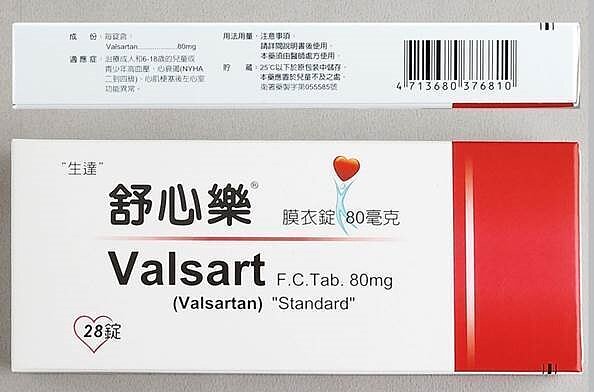 成 份：每錠含：
Valsartan..................80mg
適 應 症：治療成人和6-18歲的兒童或
青少年高血壓、心衰竭(NYHA
二到四級)、心肌梗塞後左心室
功能異常。
用法用量、注意事項，
請詳閱說明書後使用。
本藥須由醫師處方使用。
貯 藏：25℃以下於原包裝中儲存。
本藥應置於兒童不及之處。
衛署藥製字第055585號
4 713680 376810
"生達"
舒心樂®
膜衣錠 80毫克
Valsart F.C.Tab. 80mg
(Valsartan) "Standard"
28錠